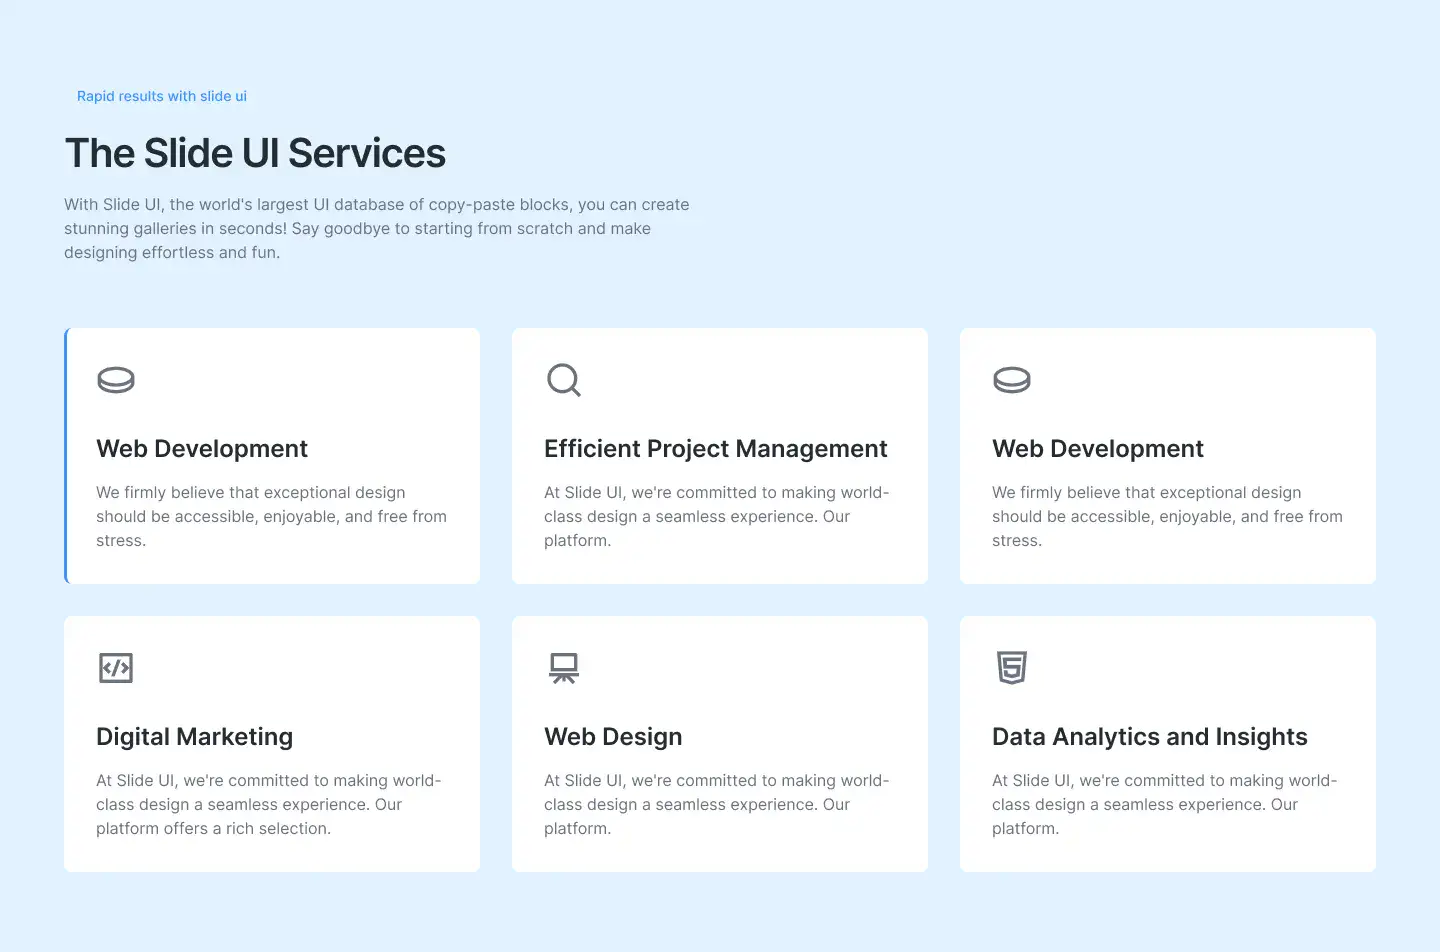 Rapid results with slide ui
The Slide UI Services
With Slide UI, the world's largest UI database of copy-paste blocks, you can create
stunning galleries in seconds! Say goodbye to starting from scratch and make
designing effortless and fun.
Web Development
We firmly believe that exceptional design
should be accessible, enjoyable, and free from
stress.
Efficient Project Management
At Slide UI, we're committed to making world-
class design a seamless experience. Our
platform.
Web Development
We firmly believe that exceptional design
should be accessible, enjoyable, and free from
stress.
Digital Marketing
At Slide UI, we're committed to making world-
class design a seamless experience. Our
platform offers a rich selection.
Web Design
At Slide UI, we're committed to making world-
class design a seamless experience. Our
platform.
5
Data Analytics and Insights
At Slide UI, we're committed to making world-
class design a seamless experience. Our
platform.